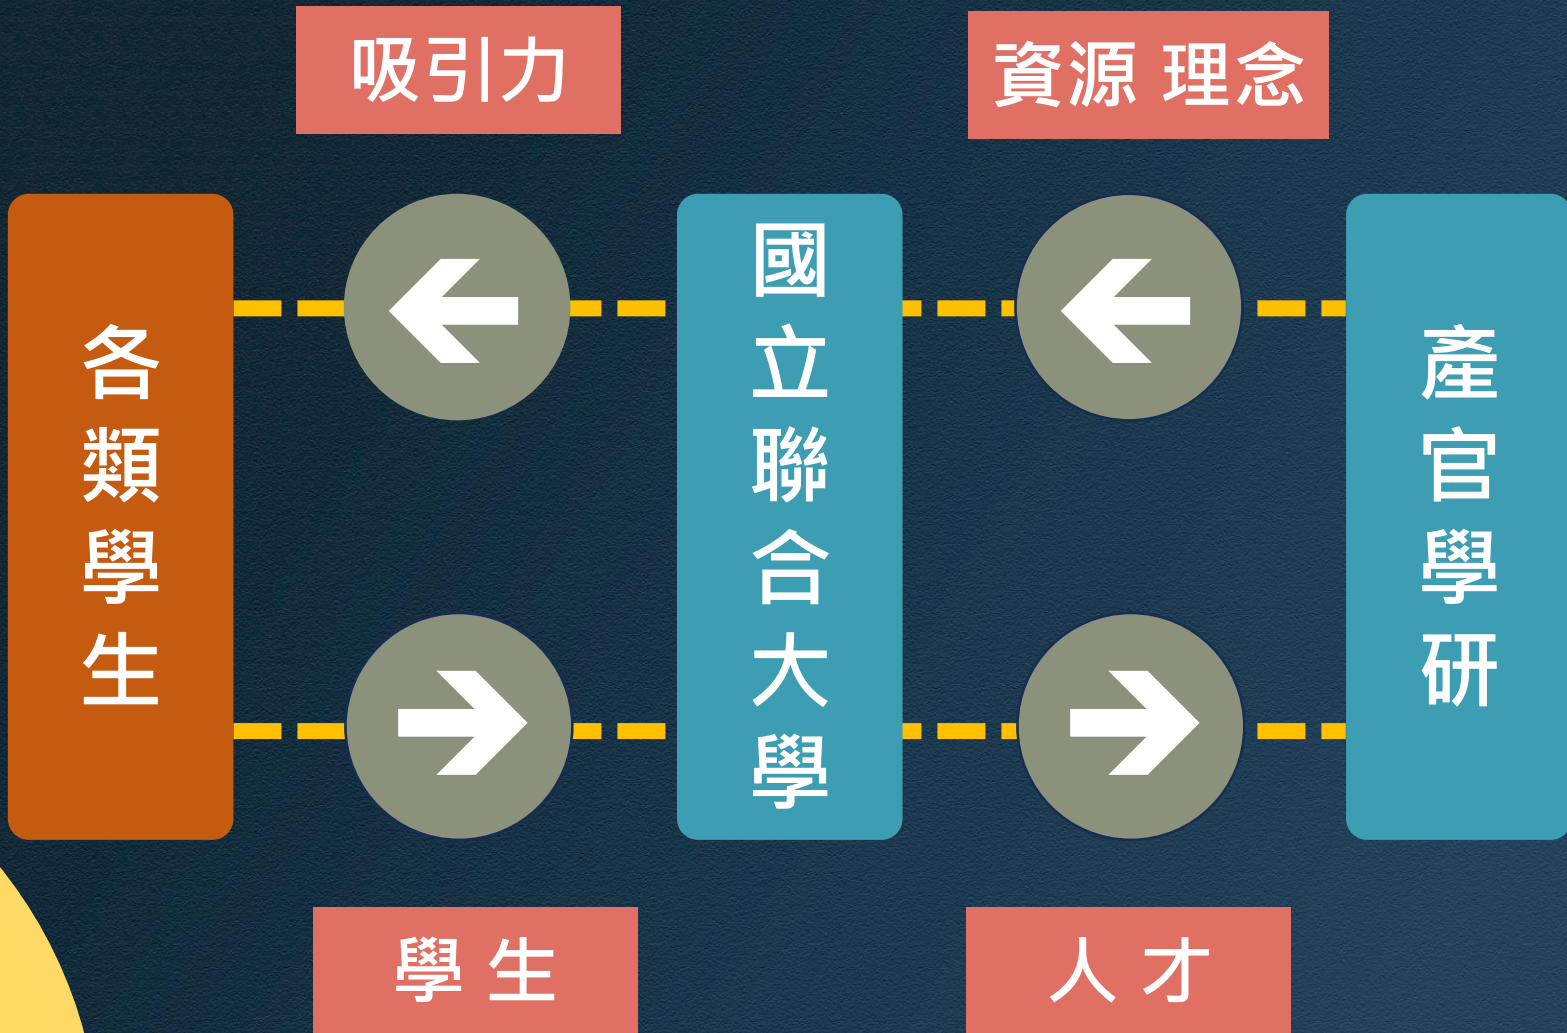 吸引力
資源 理念
各類學生
國立聯合大學
產官學研
學 生
人 才